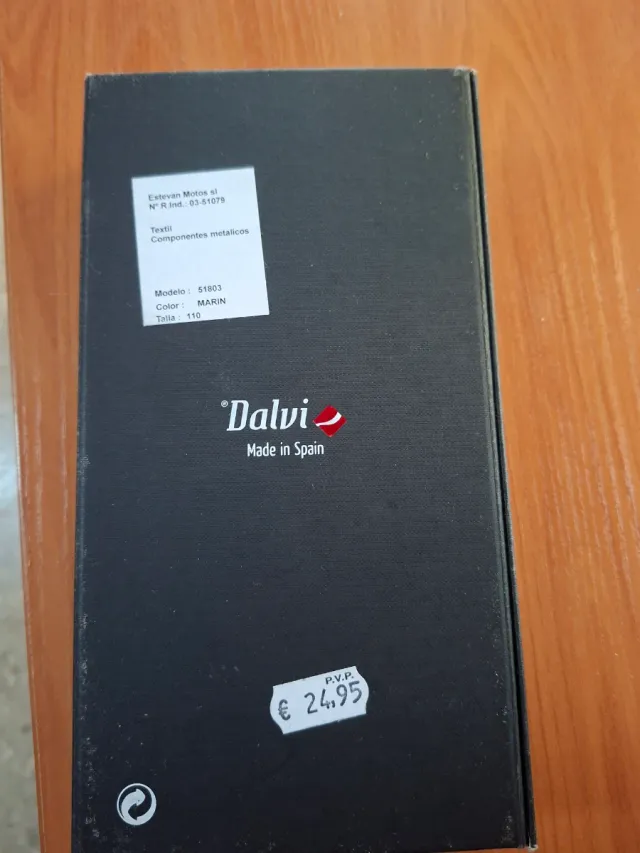 Estevan Motos sl
Nº R.Ind.: 03-51079
Textil
Componentes metalicos
Modelo : 51803
Color : MARIN
Talla : 110
®Dalvi
Made in Spain
P.V.P.
€ 24,95